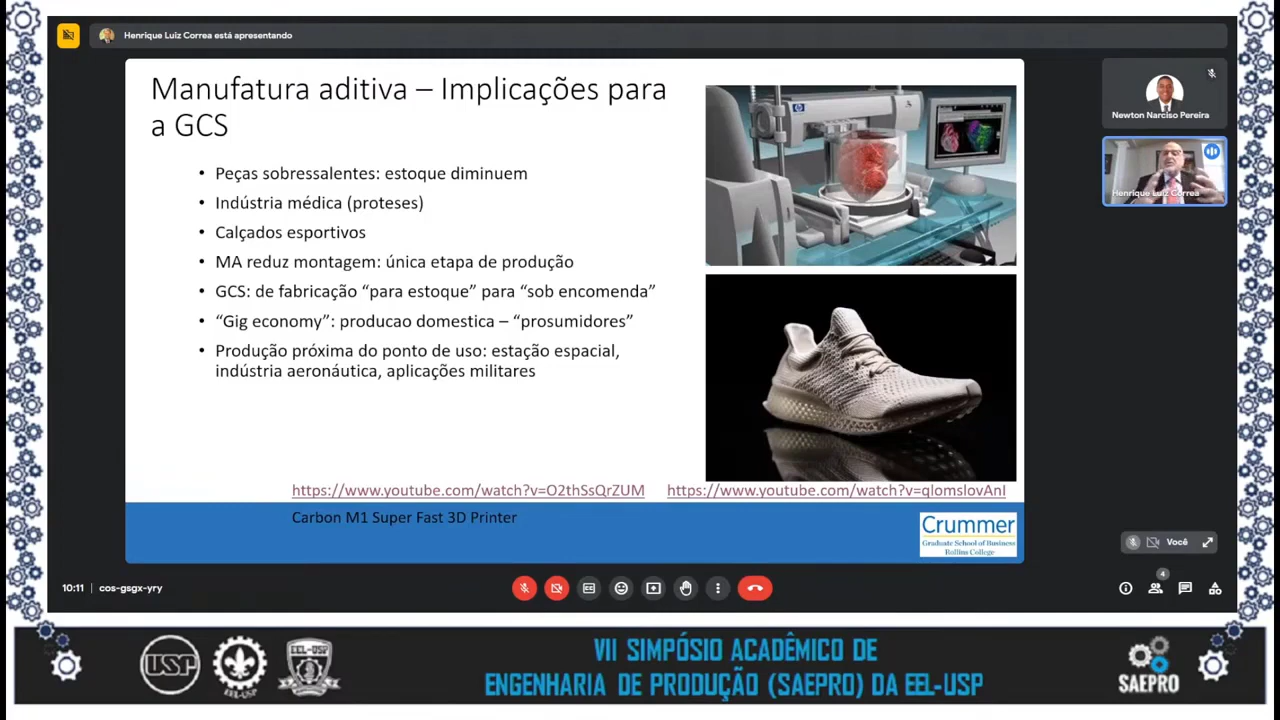 Henrique Luiz Correa está apresentando
Manufatura aditiva – Implicações para
a GCS
• Peças sobressalentes: estoque diminuem
• Indústria médica (proteses)
• Calçados esportivos
• MA reduz montagem: única etapa de produção
• GCS: de fabricação “para estoque” para “sob encomenda”
• “Gig economy”: producao domestica – “prosumidores”
• Produção próxima do ponto de uso: estação espacial,
indústria aeronáutica, aplicações militares
hp
https://www.youtube.com/watch?v=O2thSsQrZUM
https://www.youtube.com/watch?v=qlomslovAnI
Carbon M1 Super Fast 3D Printer
Crummer
Graduate School of Business
Rollins College
Newton Narciso Pereira
Henrique Luiz Correa
Você
10:11 | cos-gsgx-yry
4
USP
EEL-USP
EEL-USP
VII SIMPÓSIO ACADÊMICO DE
ENGENHARIA DE PRODUÇÃO (SAEPRO) DA EEL-USP
SAEPRO